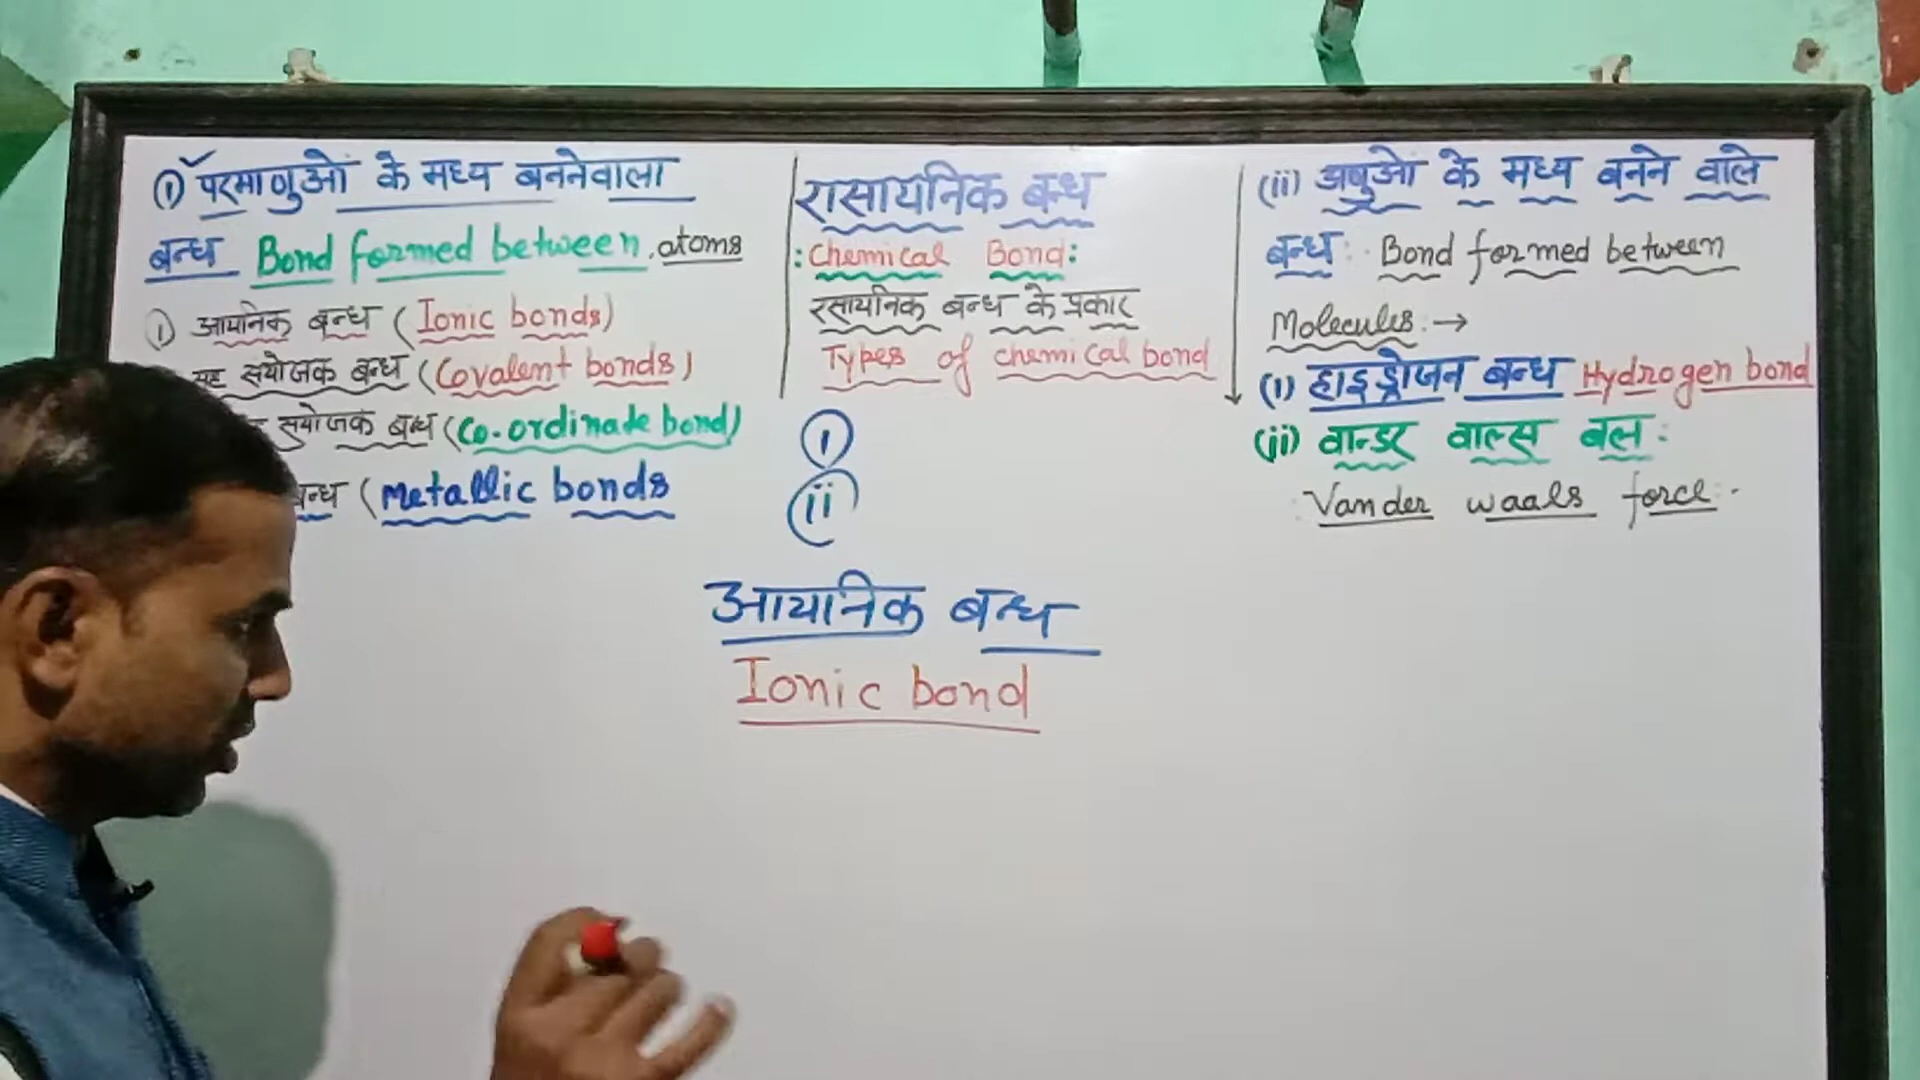 (i) परमाणुओं के मध्य बननेवाला
बन्ध Bond formed between atoms
(i) आयनिक बन्ध (Ionic bonds)
सह संयोजक बन्ध (Covalent bonds)
संयोजक बन्ध (Co-ordinate bond)
बन्ध (Metallic bonds
रासायनिक बन्ध
:Chemical Bond:
रसायनिक बन्ध के प्रकार
Types of chemical bond
i
ii
(ii) अणुओं के मध्य बनने वाले
बन्ध: Bond formed between
Molecules: →
(i) हाइड्रोजन बन्ध Hydrogen bond
(ii) वान्डर वाल्स बल:
Vander waals force.
आयनिक बन्ध
Ionic bond